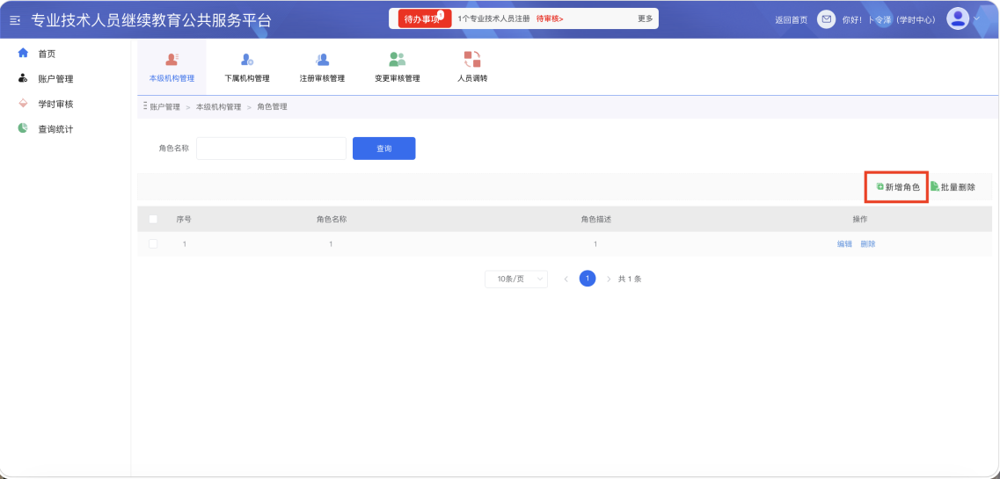 专业技术人员继续教育公共服务平台
待办事项 1 1个专业技术人员注册 待审核> 更多
返回首页 你好！卜令泽 (学时中心)
首页
账户管理
学时审核
查询统计
本级机构管理 下属机构管理 注册审核管理 变更审核管理 人员调转
账户管理 > 本级机构管理 > 角色管理
角色名称 查询
新增角色 批量删除
序号 角色名称 角色描述 操作
1 1 1 编辑 删除
10条/页 < 1 > 共 1 条